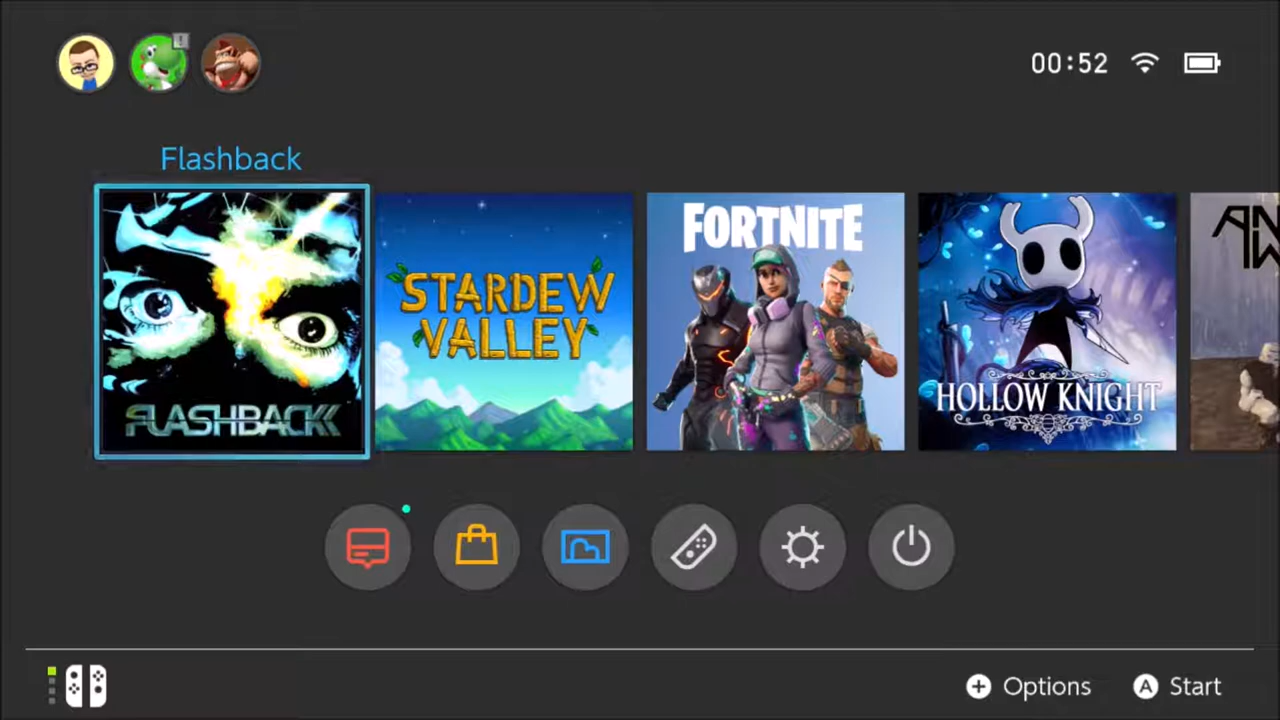 00:52
Flashback
FLASHBACK
STARDEW
VALLEY
FORTNITE
HOLLOW KNIGHT
+ Options
A Start